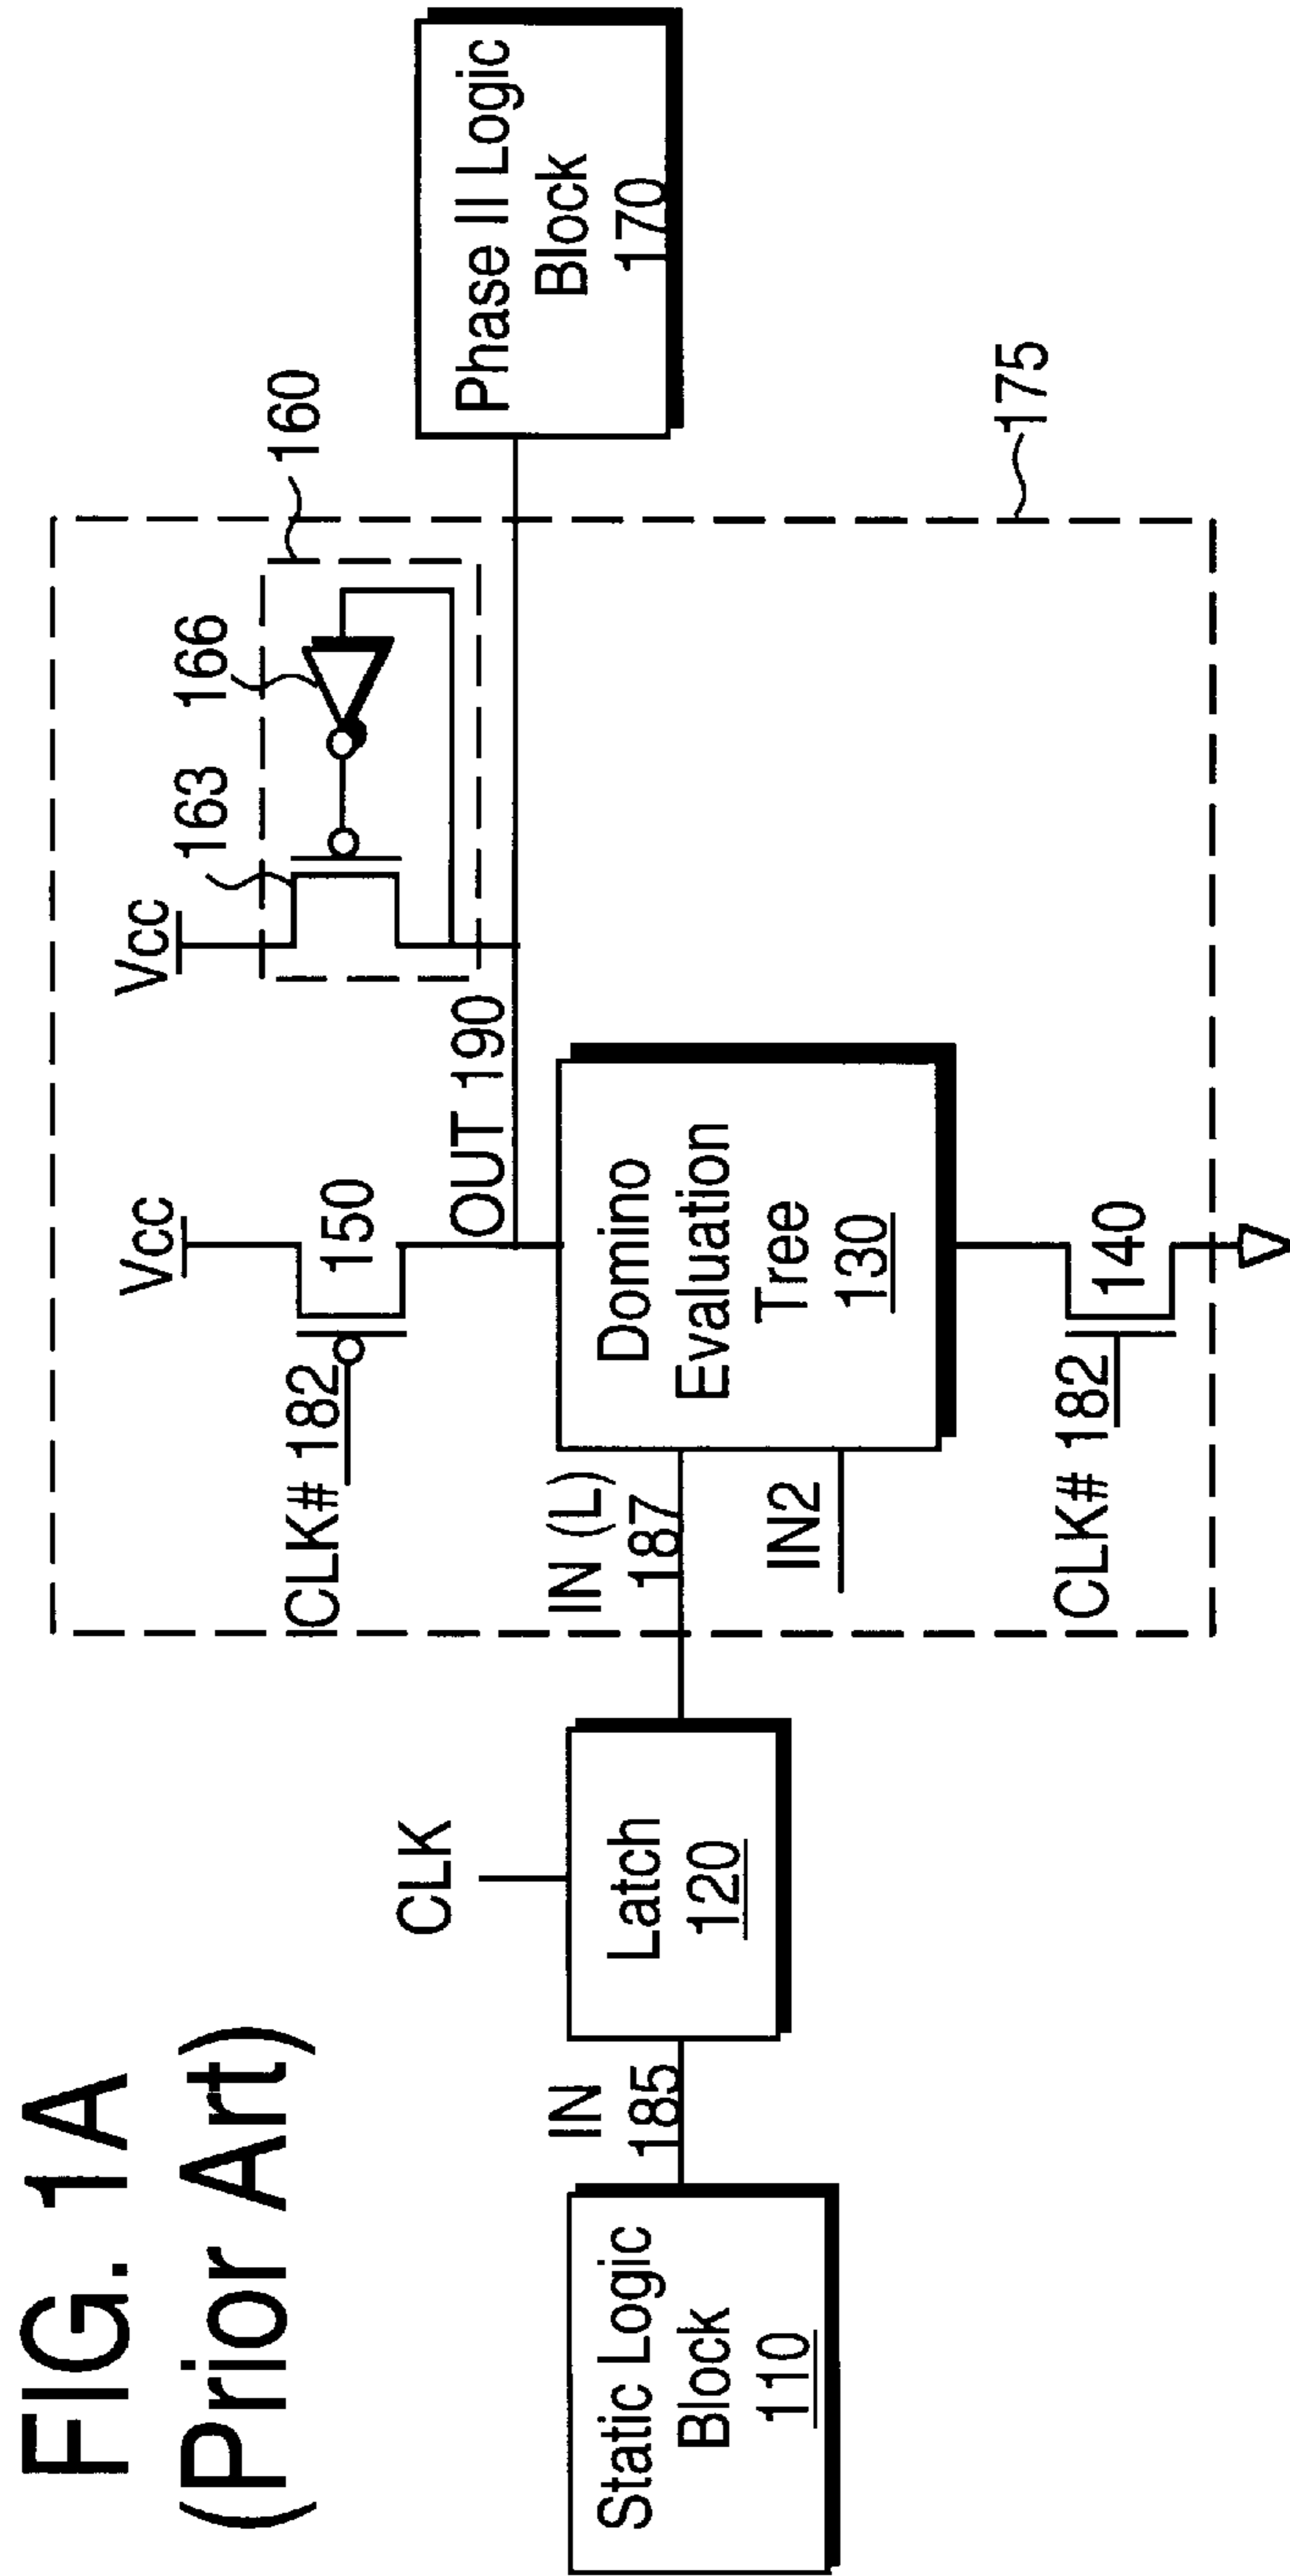 FIG. 1A
(Prior Art)
Static Logic
Block
110
IN
185
CLK
Latch
120
IN (L)
187
IN2
CLK# 182
Vcc
150
OUT 190
Domino
Evaluation
Tree
130
CLK# 182
140
Vcc
163
166
160
175
Phase II Logic
Block
170